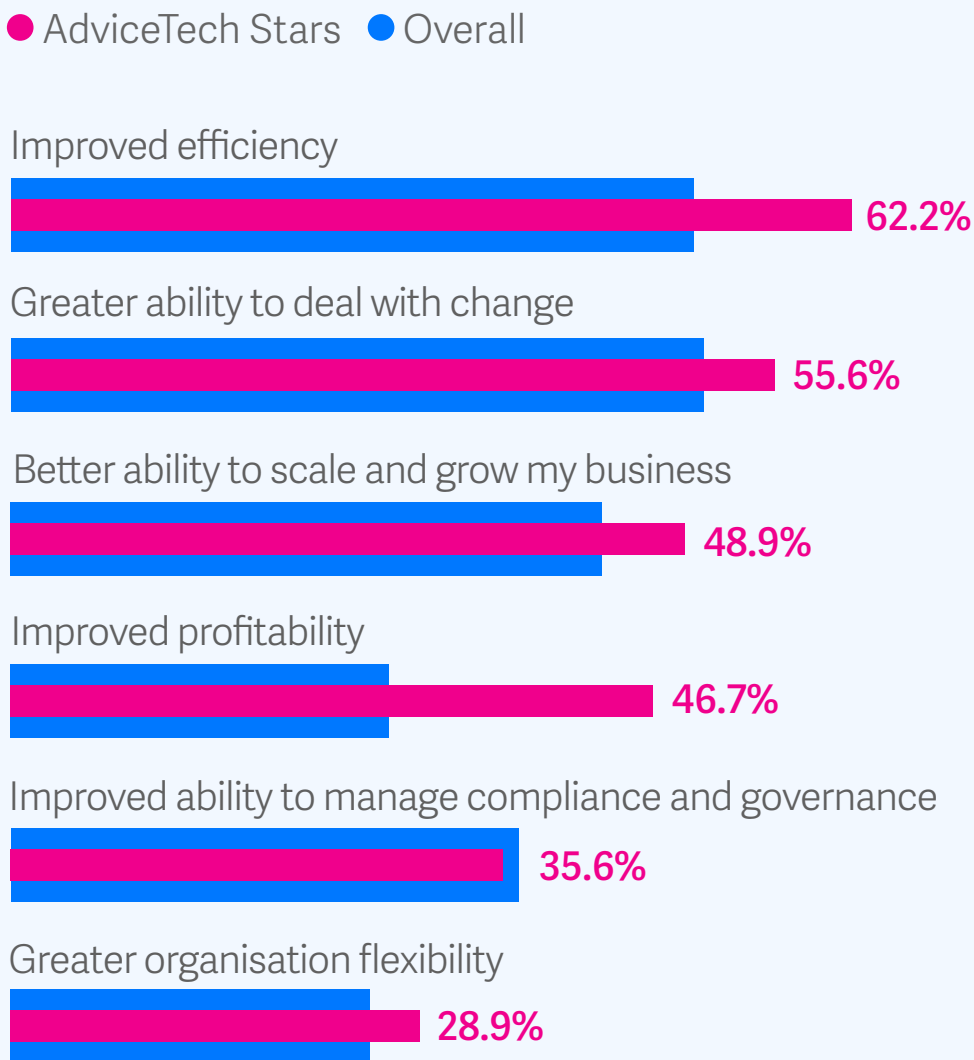 AdviceTech Stars Overall
Improved efficiency
62.2%
Greater ability to deal with change
55.6%
Better ability to scale and grow my business
48.9%
Improved profitability
46.7%
Improved ability to manage compliance and governance
35.6%
Greater organisation flexibility
28.9%